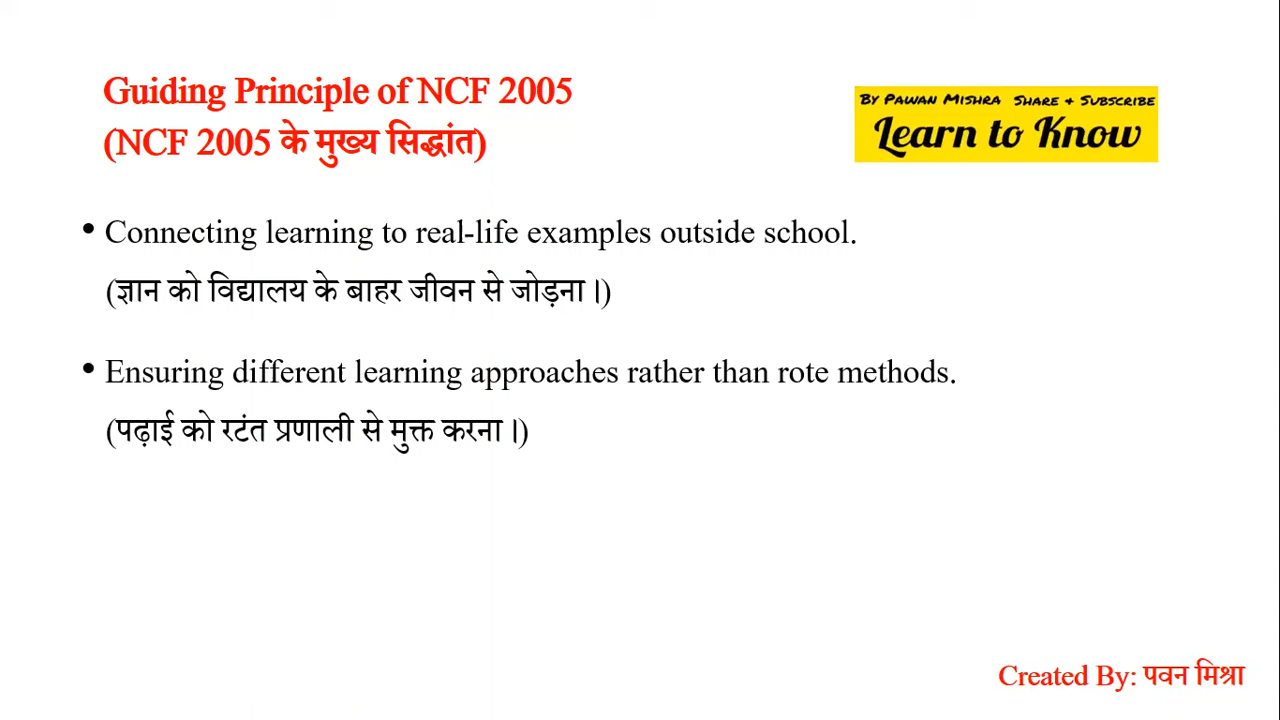 Guiding Principle of NCF 2005
(NCF 2005 के मुख्य सिद्धांत)
By Pawan Mishra Share & Subscribe
Learn to Know
• Connecting learning to real-life examples outside school.
(ज्ञान को विद्यालय के बाहर जीवन से जोड़ना।)
• Ensuring different learning approaches rather than rote methods.
(पढ़ाई को रटंत प्रणाली से मुक्त करना।)
Created By: पवन मिश्रा